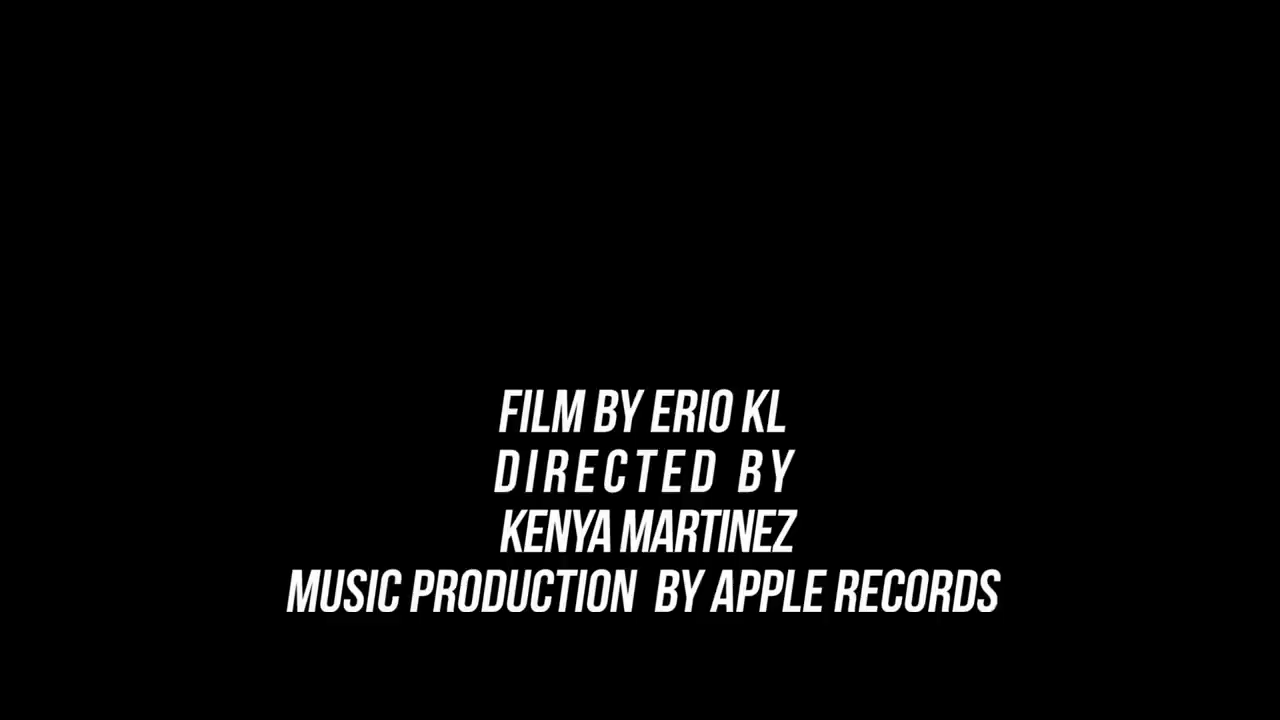 FILM BY ERIO KL
DIRECTED BY
KENYA MARTINEZ
MUSIC PRODUCTION BY APPLE RECORDS